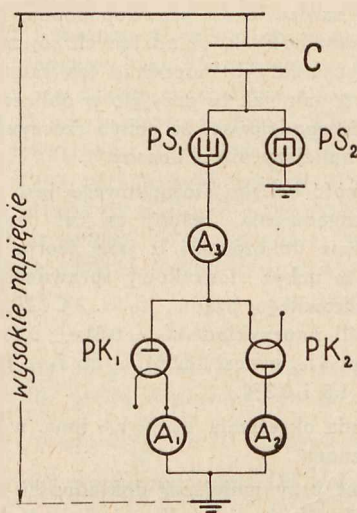 C
PS₁ PS₂
wysokie napięcie
A₃
PK₁ PK₂
A₁ A₂